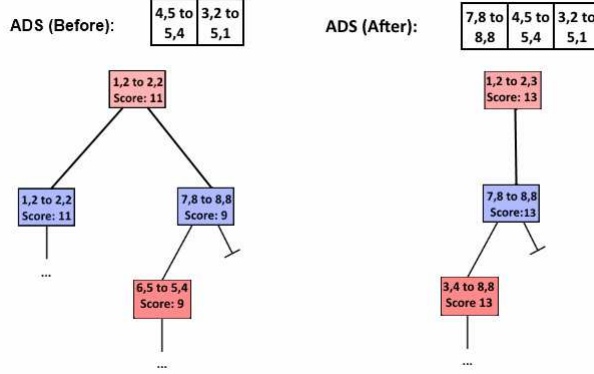 ADS (Before):
4,5 to
5,4
3,2 to
5,1
1,2 to 2,2
Score: 11
1,2 to 2,2
Score: 11
7,8 to 8,8
Score: 9
6,5 to 5,4
Score: 9
...
...
ADS (After):
7,8 to
8,8
4,5 to
5,4
3,2 to
5,1
1,2 to 2,3
Score: 13
7,8 to 8,8
Score:13
3,4 to 8,8
Score 13
...